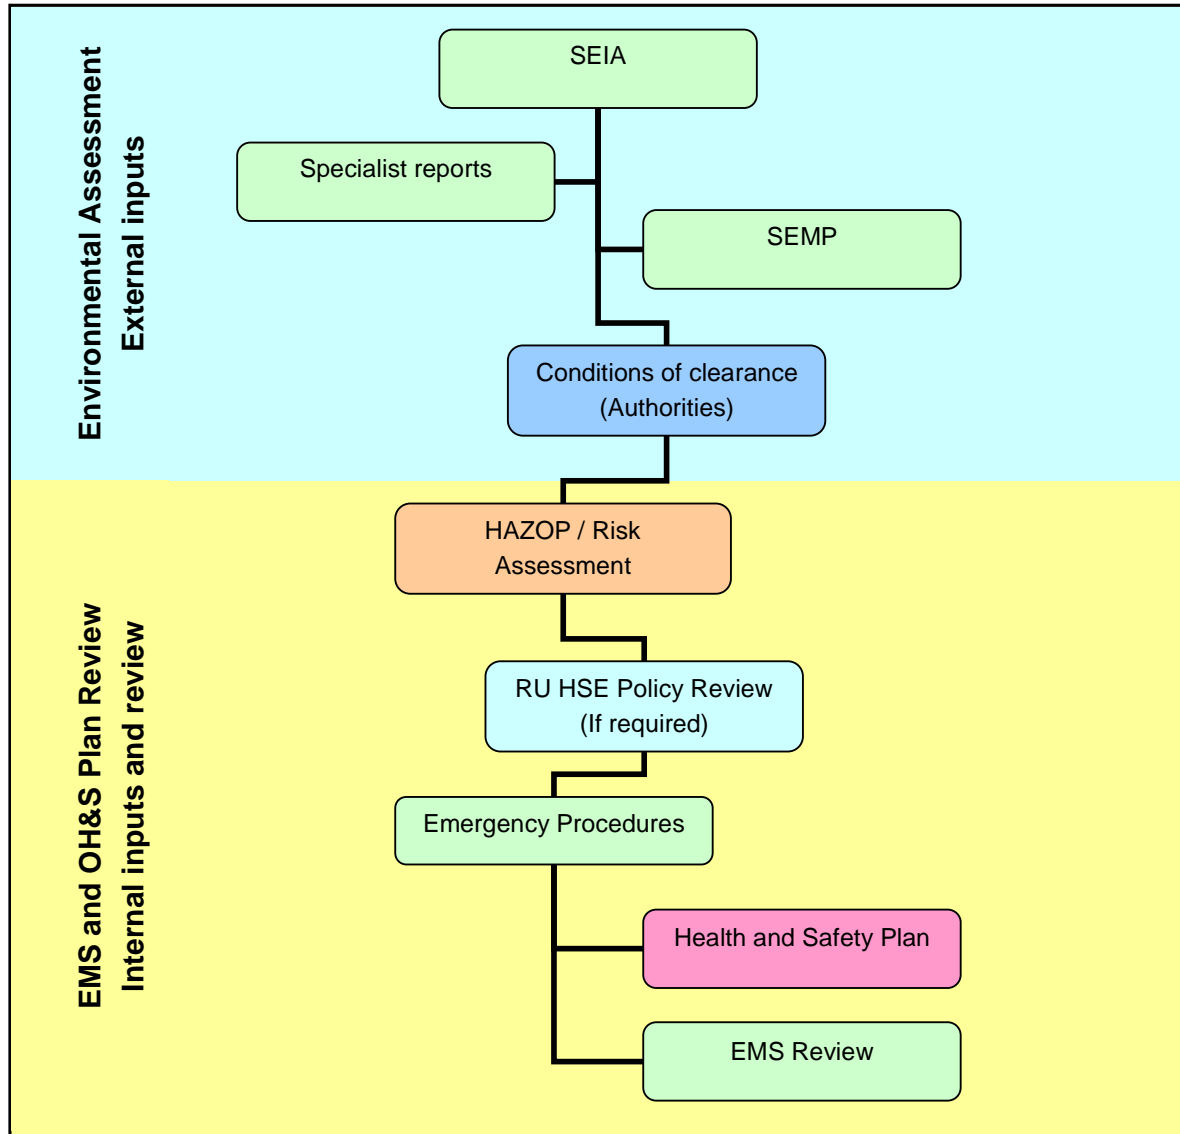 Environmental Assessment
External inputs
SEIA
Specialist reports
SEMP
Conditions of clearance
(Authorities)
EMS and OH&S Plan Review
Internal inputs and review
HAZOP / Risk
Assessment
RU HSE Policy Review
(If required)
Emergency Procedures
Health and Safety Plan
EMS Review